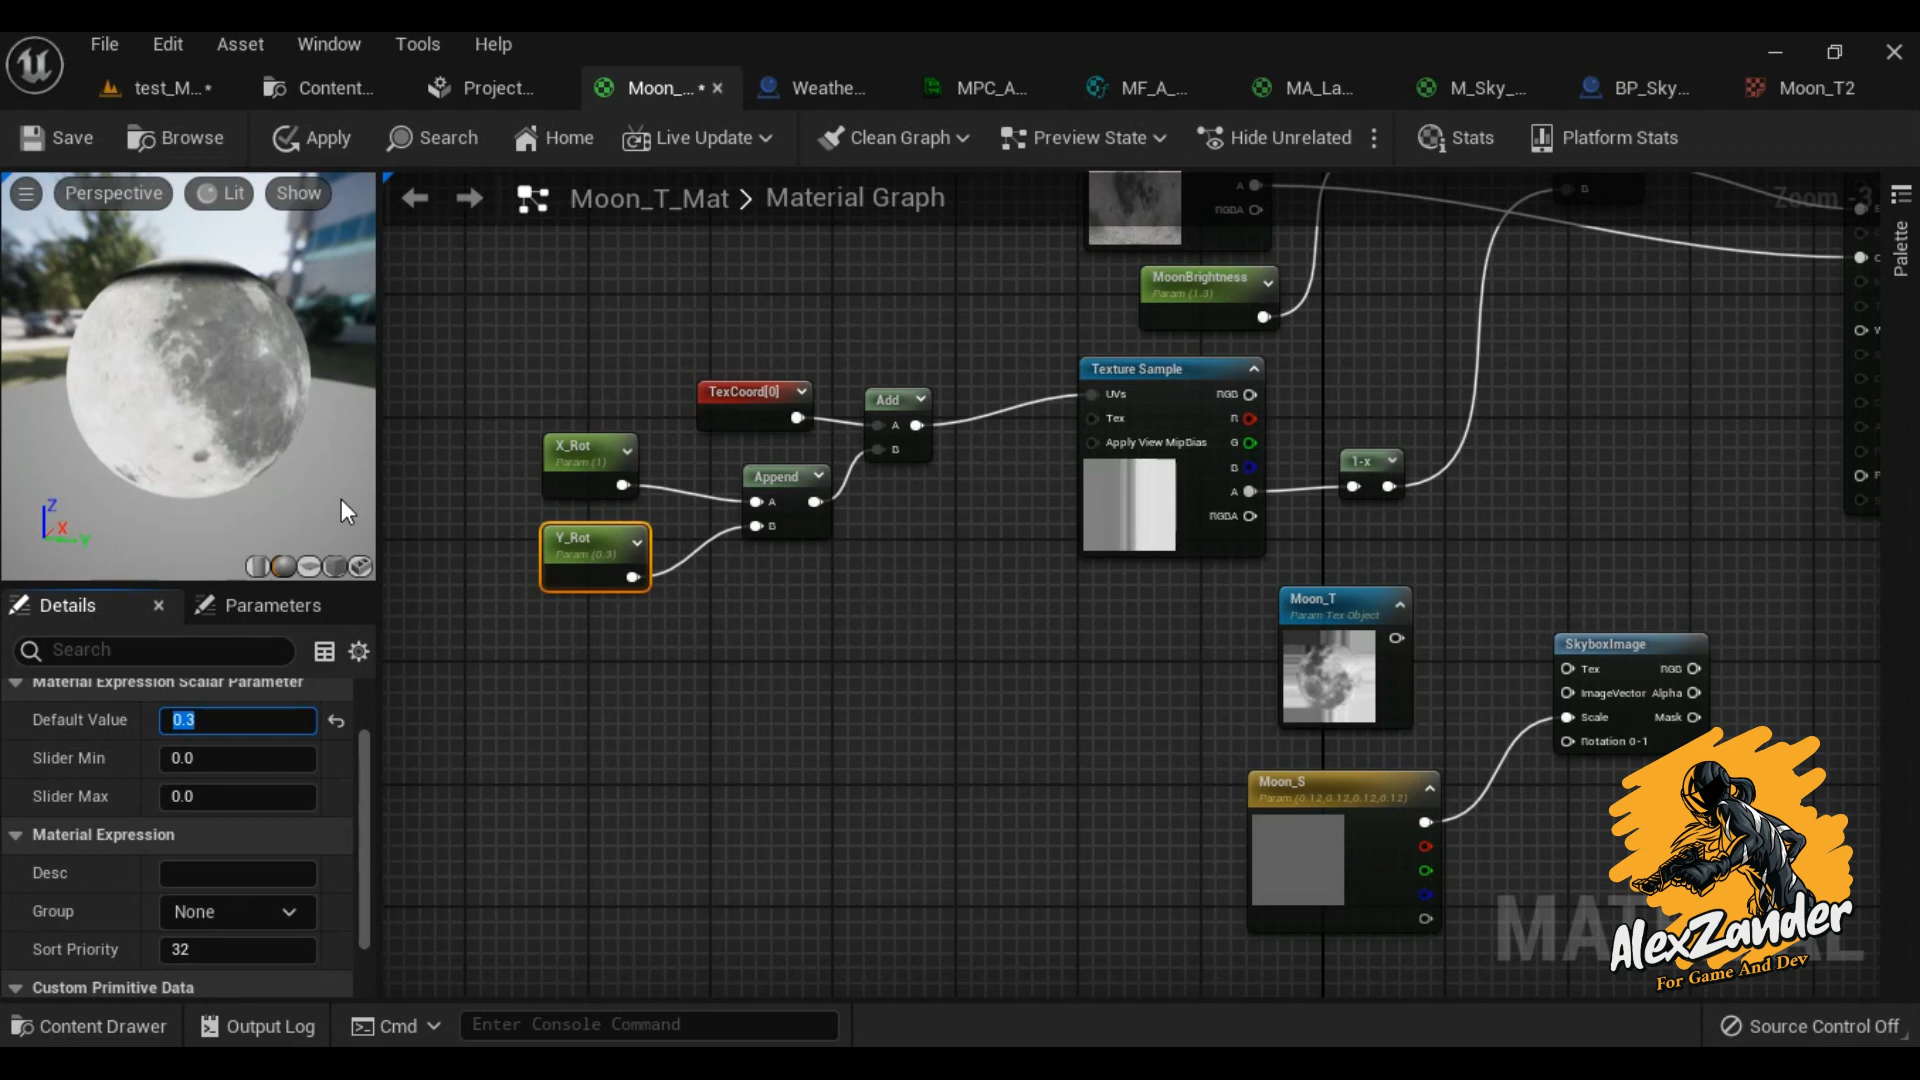 File Edit Asset Window Tools Help
test_M...* Content... Project... Moon_...* Weathe... MPC_A... MF_A_... MA_La... M_Sky_... BP_Sky... Moon_T2
Save Browse Apply Search Home Live Update Clean Graph Preview State Hide Unrelated Stats Platform Stats
Perspective Lit Show
Moon_T_Mat > Material Graph
Zoom -3
Palette
A
RGBA
B
MoonBrightness
Param (1.3)
Texture Sample
UVs RGB
Tex R
Apply View MipBias G
B
A
RGBA
TexCoord[0]
Add
A
B
X_Rot
Param (1)
Append
A
B
Y_Rot
Param (0.3)
1-x
Z
X
Y
Moon_T
Param Tex Object
SkyboxImage
Tex RGB
ImageVector Alpha
Scale Mask
Rotation 0-1
Moon_S
Param (0.12,0.12,0.12,0.12)
Details Parameters
Search
Material Expression Scalar Parameter
Default Value 0.3
Slider Min 0.0
Slider Max 0.0
Material Expression
Desc
Group None
Sort Priority 32
Custom Primitive Data
AlexZander
For Game And Dev
Content Drawer Output Log Cmd Enter Console Command Source Control Off